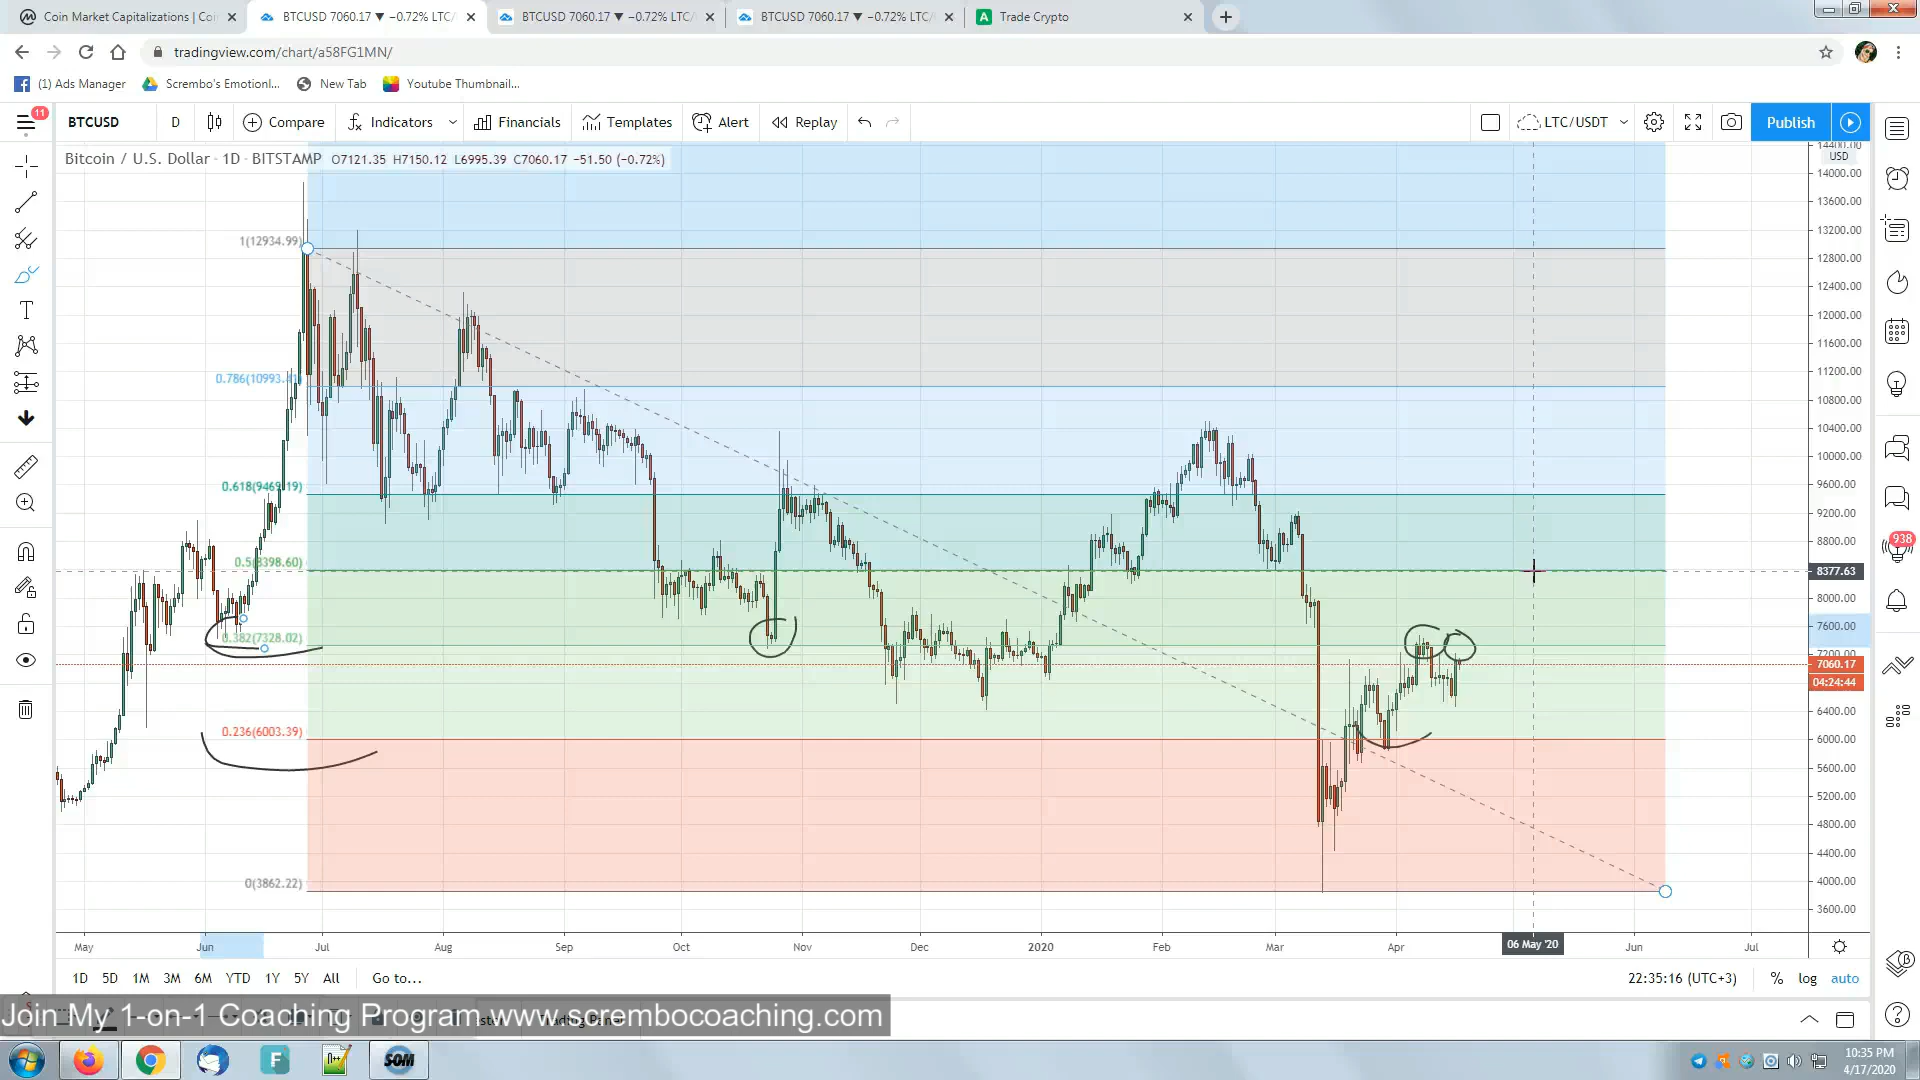 Coin Market Capitalizations | Coi
BTCUSD 7060.17 ▼ −0.72% LTC/
BTCUSD 7060.17 ▼ −0.72% LTC/
BTCUSD 7060.17 ▼ −0.72% LTC/
Trade Crypto
tradingview.com/chart/a58FG1MN/
(1) Ads Manager
Scrembo's Emotionl...
New Tab
Youtube Thumbnail...
11
BTCUSD
D
Compare
Indicators
Financials
Templates
Alert
Replay
LTC/USDT
Publish
Bitcoin / U.S. Dollar · 1D · BITSTAMP O7121.35 H7150.12 L6995.39 C7060.17 −51.50 (−0.72%)
14400.00
USD
14000.00
13600.00
13200.00
12800.00
12400.00
12000.00
11600.00
11200.00
10800.00
10400.00
10000.00
9600.00
9200.00
8800.00
8377.63
8000.00
7600.00
7200.00
7060.17
04:24:44
6400.00
6000.00
5600.00
5200.00
4800.00
4400.00
4000.00
3600.00
1(12934.99)
0.786(10993.41)
0.618(9469.19)
0.5(8398.60)
0.382(7328.02)
0.236(6003.39)
0(3862.22)
938
May
Jun
Jul
Aug
Sep
Oct
Nov
Dec
2020
Feb
Mar
Apr
06 May '20
Jun
Jul
1D 5D 1M 3M 6M YTD 1Y 5Y All Go to...
22:35:16 (UTC+3) % log auto
Join My 1-on-1 Coaching Program www.scrembocoaching.com
F
SOM
10:35 PM
4/17/2020